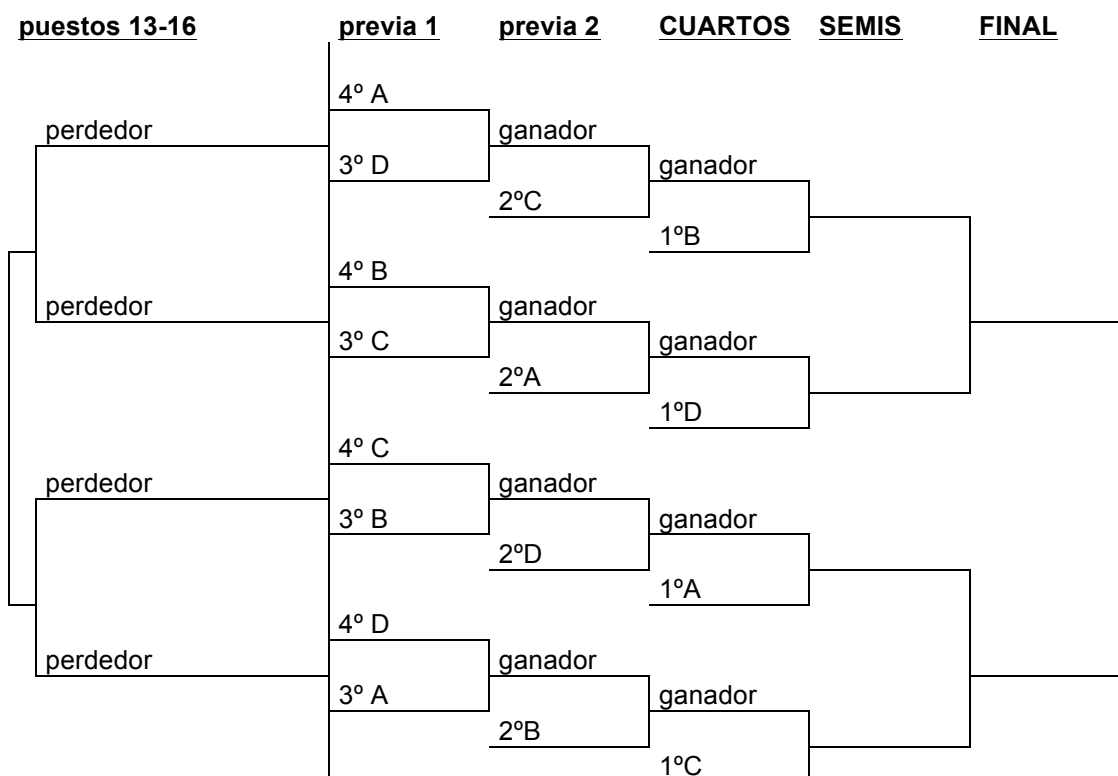 puestos 13-16 previa 1 previa 2 CUARTOS SEMIS FINAL
4º A
perdedor ganador
3º D ganador
2ºC
1ºB
4º B
perdedor ganador
3º C ganador
2ºA
1ºD
4º C
perdedor ganador
3º B ganador
2ºD
1ºA
4º D
perdedor ganador
3º A ganador
2ºB
1ºC